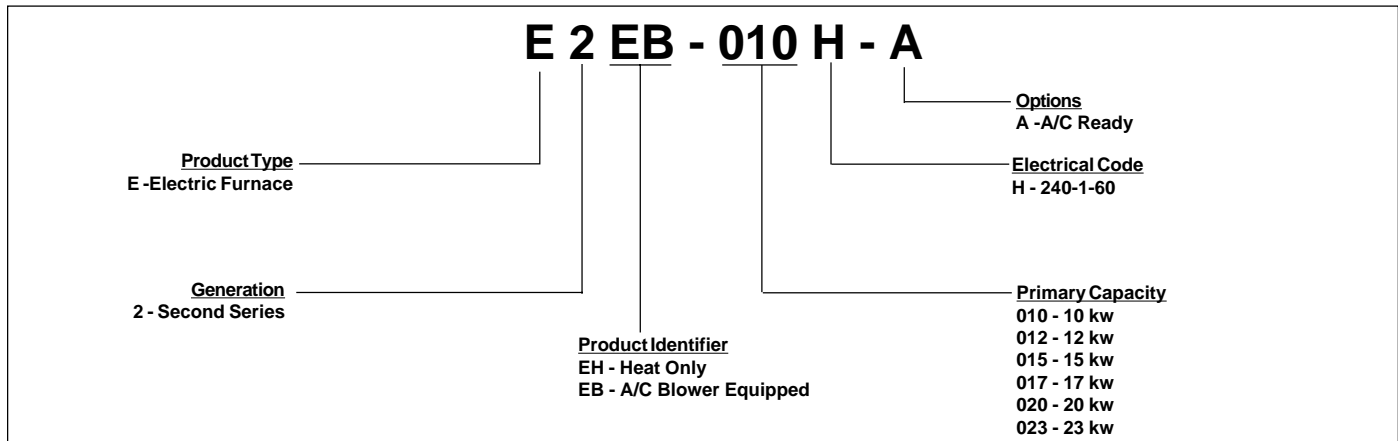 E 2 EB - 010 H - A
Options
A -A/C Ready
Product Type
E -Electric Furnace
Electrical Code
H - 240-1-60
Generation
2 - Second Series
Primary Capacity
010 - 10 kw
012 - 12 kw
015 - 15 kw
017 - 17 kw
020 - 20 kw
023 - 23 kw
Product Identifier
EH - Heat Only
EB - A/C Blower Equipped